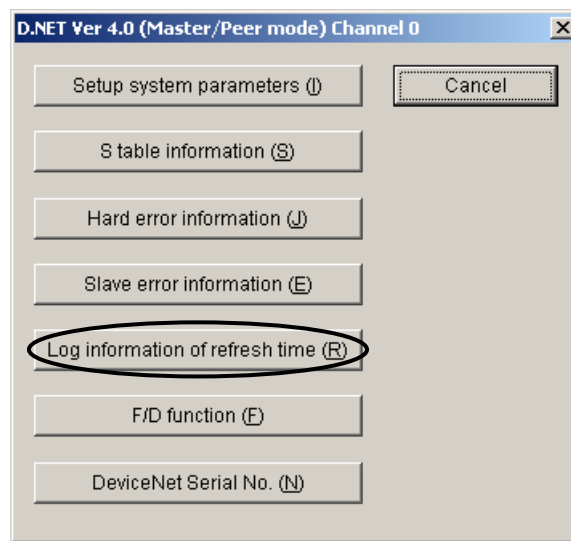 D.NET Ver 4.0 (Master/Peer mode) Channel 0
Setup system parameters (I)
Cancel
S table information (S)
Hard error information (J)
Slave error information (E)
Log information of refresh time (R)
F/D function (F)
DeviceNet Serial No. (N)